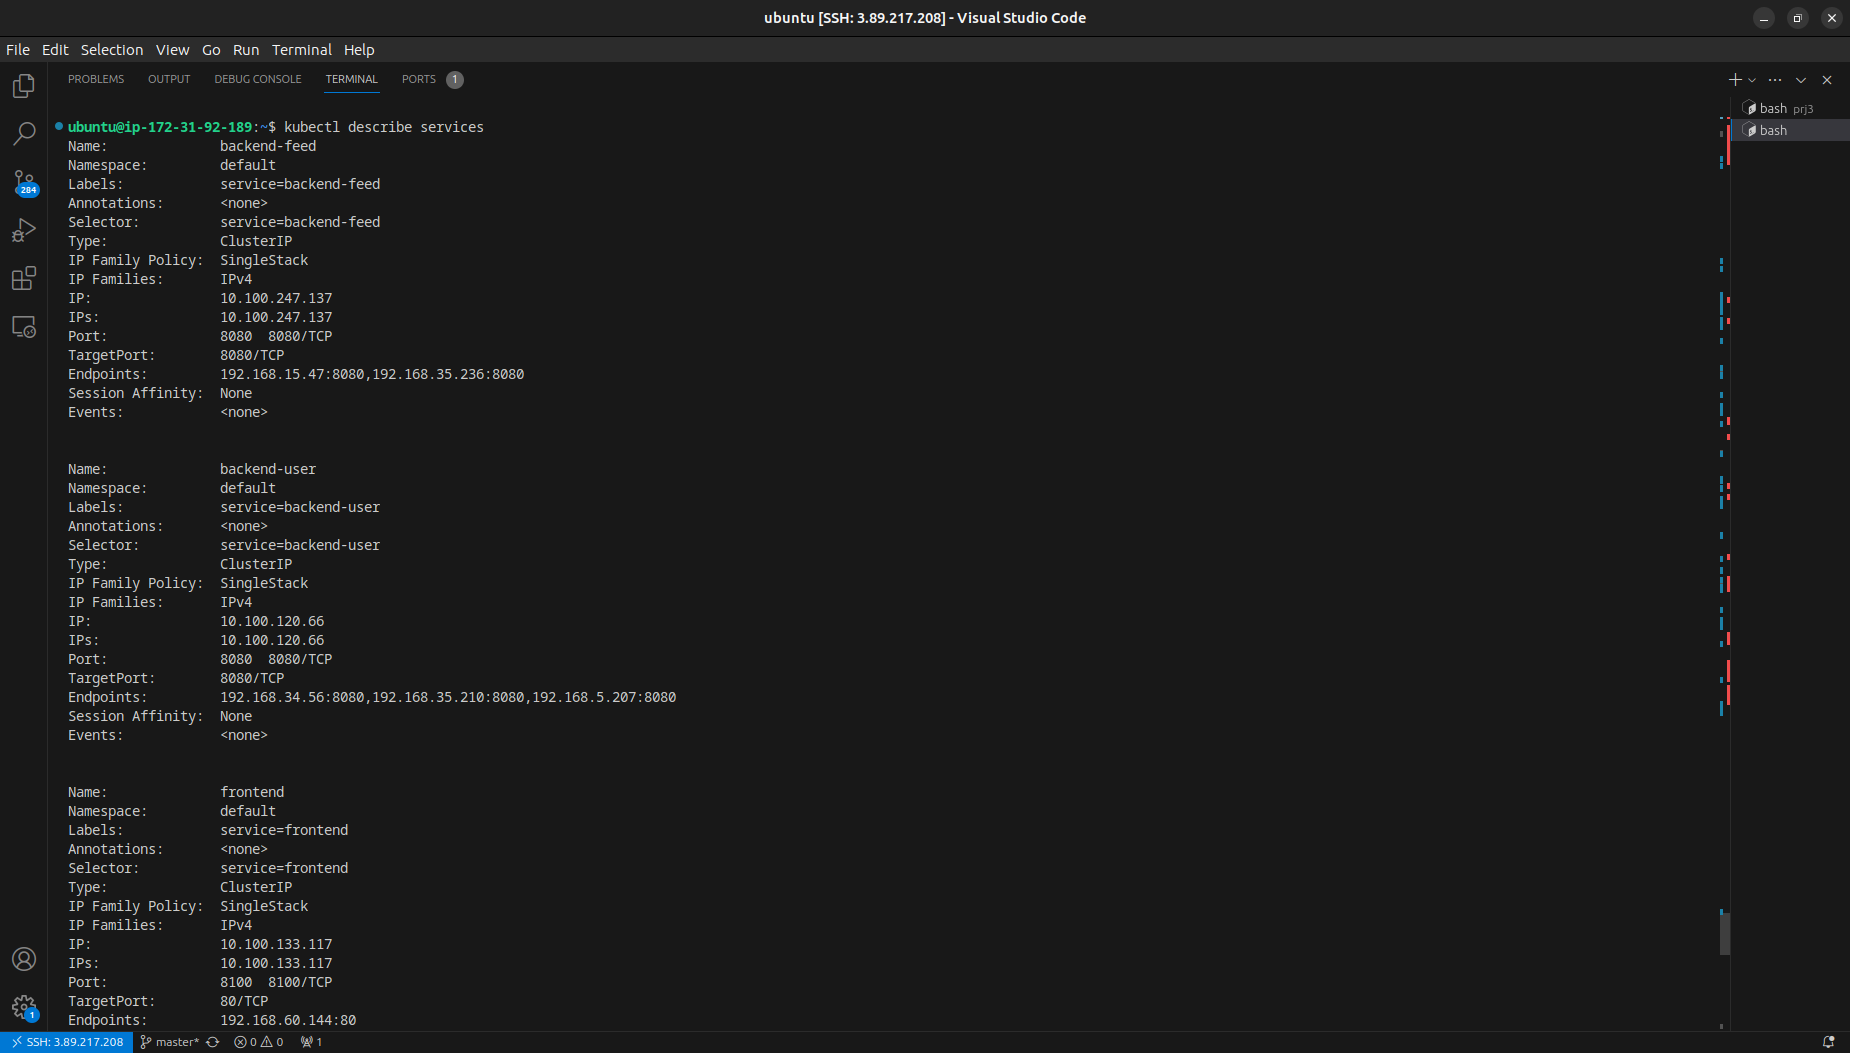 ubuntu [SSH: 3.89.217.208] - Visual Studio Code
File Edit Selection View Go Run Terminal Help
PROBLEMS OUTPUT DEBUG CONSOLE TERMINAL PORTS 1
bash prj3
bash
284
ubuntu@ip-172-31-92-189:~$ kubectl describe services
Name: backend-feed
Namespace: default
Labels: service=backend-feed
Annotations: <none>
Selector: service=backend-feed
Type: ClusterIP
IP Family Policy: SingleStack
IP Families: IPv4
IP: 10.100.247.137
IPs: 10.100.247.137
Port: 8080 8080/TCP
TargetPort: 8080/TCP
Endpoints: 192.168.15.47:8080,192.168.35.236:8080
Session Affinity: None
Events: <none>
Name: backend-user
Namespace: default
Labels: service=backend-user
Annotations: <none>
Selector: service=backend-user
Type: ClusterIP
IP Family Policy: SingleStack
IP Families: IPv4
IP: 10.100.120.66
IPs: 10.100.120.66
Port: 8080 8080/TCP
TargetPort: 8080/TCP
Endpoints: 192.168.34.56:8080,192.168.35.210:8080,192.168.5.207:8080
Session Affinity: None
Events: <none>
Name: frontend
Namespace: default
Labels: service=frontend
Annotations: <none>
Selector: service=frontend
Type: ClusterIP
IP Family Policy: SingleStack
IP Families: IPv4
IP: 10.100.133.117
IPs: 10.100.133.117
Port: 8100 8100/TCP
TargetPort: 80/TCP
Endpoints: 192.168.60.144:80
1
SSH: 3.89.217.208 master* 0 0 1